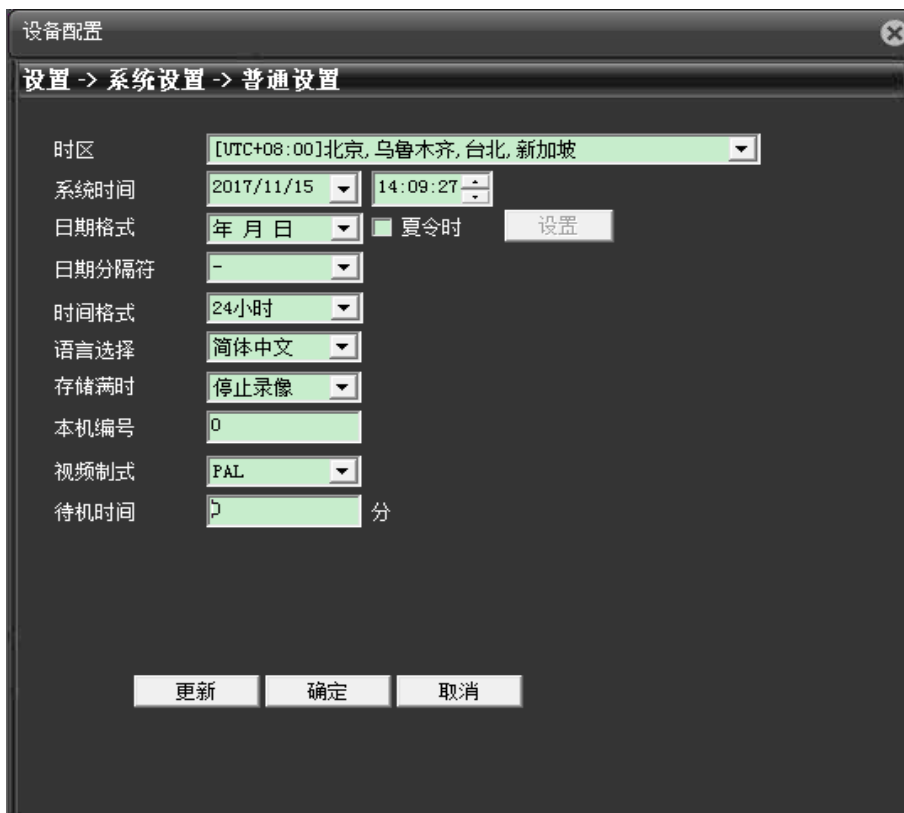 设备配置
设置 -> 系统设置 -> 普通设置
时区 [UTC+08:00]北京,乌鲁木齐,台北,新加坡
系统时间 2017/11/15 14:09:27
日期格式 年 月 日 夏令时 设置
日期分隔符 -
时间格式 24小时
语言选择 简体中文
存储满时 停止录像
本机编号 0
视频制式 PAL
待机时间 分
更新 确定 取消